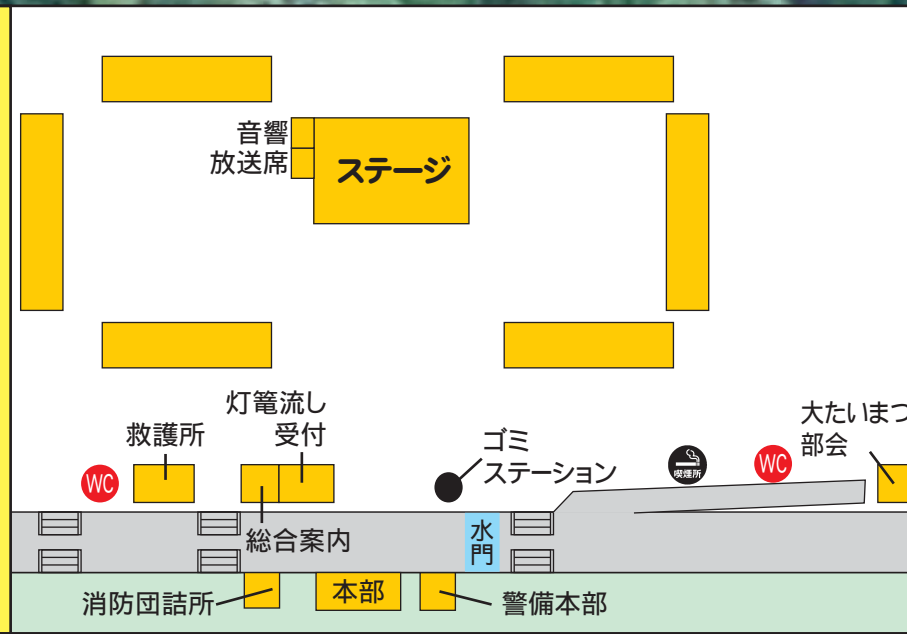 音響
放送席
ステージ
灯篭流し
受付
救護所
ゴミ
ステーション
大たいまつ
部会
WC
喫煙所
WC
総合案内
水門
消防団詰所
本部
警備本部